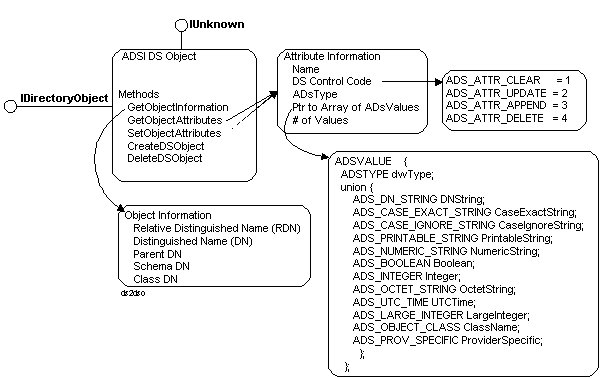 IUnknown
ADSI DS Object
IDirectoryObject
Methods
GetObjectInformation
GetObjectAttributes
SetObjectAttributes
CreateDSObject
DeleteDSObject
Attribute Information
Name
DS Control Code
ADsType
Ptr to Array of ADsValues
# of Values
ADS_ATTR_CLEAR = 1
ADS_ATTR_UPDATE = 2
ADS_ATTR_APPEND = 3
ADS_ATTR_DELETE = 4
Object Information
Relative Distinguished Name (RDN)
Distinguished Name (DN)
Parent DN
Schema DN
Class DN
ds2dso
ADSVALUE {
ADSTYPE dwType;
union {
ADS_DN_STRING DNString;
ADS_CASE_EXACT_STRING CaseExactString;
ADS_CASE_IGNORE_STRING CaseIgnoreString;
ADS_PRINTABLE_STRING PrintableString;
ADS_NUMERIC_STRING NumericString;
ADS_BOOLEAN Boolean;
ADS_INTEGER Integer;
ADS_OCTET_STRING OctetString;
ADS_UTC_TIME UTCTime;
ADS_LARGE_INTEGER LargeInteger;
ADS_OBJECT_CLASS ClassName;
ADS_PROV_SPECIFIC ProviderSpecific;
};
};